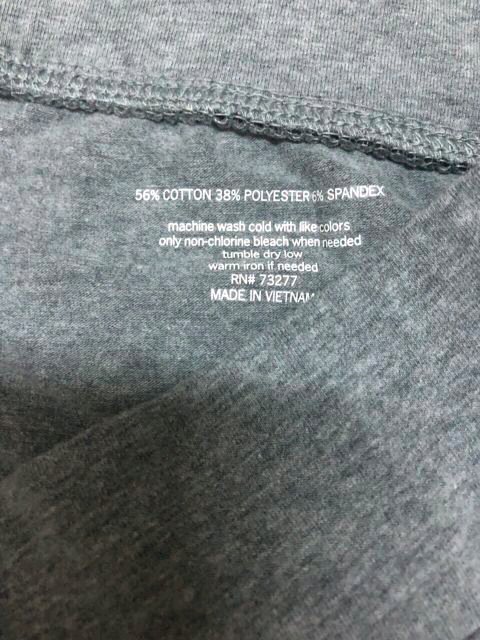 56% COTTON 38% POLYESTER 6% SPANDEX
machine wash cold with like colors
only non-chlorine bleach when needed
tumble dry low
warm iron if needed
RN# 73277
MADE IN VIETNAM